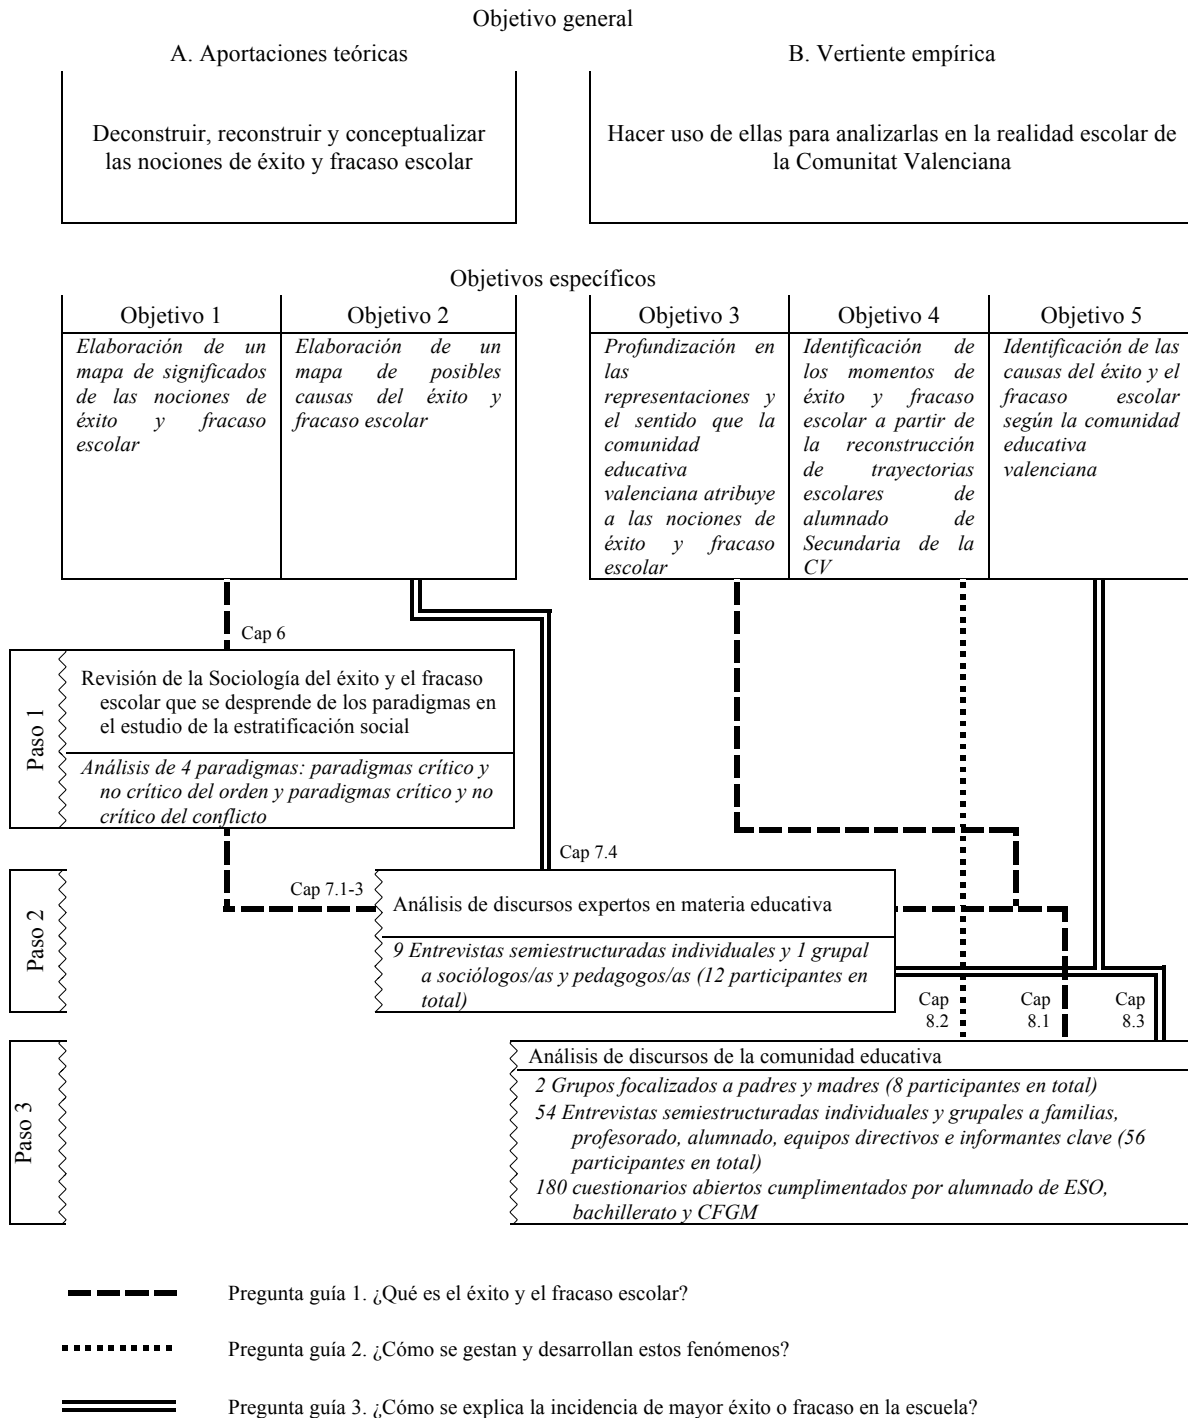 Objetivo general
A. Aportaciones teóricas
B. Vertiente empírica
Deconstruir, reconstruir y conceptualizar
las nociones de éxito y fracaso escolar
Hacer uso de ellas para analizarlas en la realidad escolar de
la Comunitat Valenciana
Objetivos específicos
Objetivo 1
Elaboración de un
mapa de significados
de las nociones de
éxito y fracaso
escolar
Objetivo 2
Elaboración de un
mapa de posibles
causas del éxito y
fracaso escolar
Objetivo 3
Profundización en
las
representaciones y
el sentido que la
comunidad
educativa
valenciana atribuye
a las nociones de
éxito y fracaso
escolar
Objetivo 4
Identificación de
los momentos de
éxito y fracaso
escolar a partir de
la reconstrucción
de trayectorias
escolares de
alumnado de
Secundaria de la
CV
Objetivo 5
Identificación de las
causas del éxito y el
fracaso escolar
según la comunidad
educativa
valenciana
Cap 6
Paso 1
Revisión de la Sociología del éxito y el fracaso
escolar que se desprende de los paradigmas en
el estudio de la estratificación social
Análisis de 4 paradigmas: paradigmas crítico y
no crítico del orden y paradigmas crítico y no
crítico del conflicto
Cap 7.4
Cap 7.1-3
Paso 2
Análisis de discursos expertos en materia educativa
9 Entrevistas semiestructuradas individuales y 1 grupal
a sociólogos/as y pedagogos/as (12 participantes en
total)
Cap
8.2
Cap
8.1
Cap
8.3
Paso 3
Análisis de discursos de la comunidad educativa
2 Grupos focalizados a padres y madres (8 participantes en total)
54 Entrevistas semiestructuradas individuales y grupales a familias,
profesorado, alumnado, equipos directivos e informantes clave (56
participantes en total)
180 cuestionarios abiertos cumplimentados por alumnado de ESO,
bachillerato y CFGM
Pregunta guía 1. ¿Qué es el éxito y el fracaso escolar?
Pregunta guía 2. ¿Cómo se gestan y desarrollan estos fenómenos?
Pregunta guía 3. ¿Cómo se explica la incidencia de mayor éxito o fracaso en la escuela?